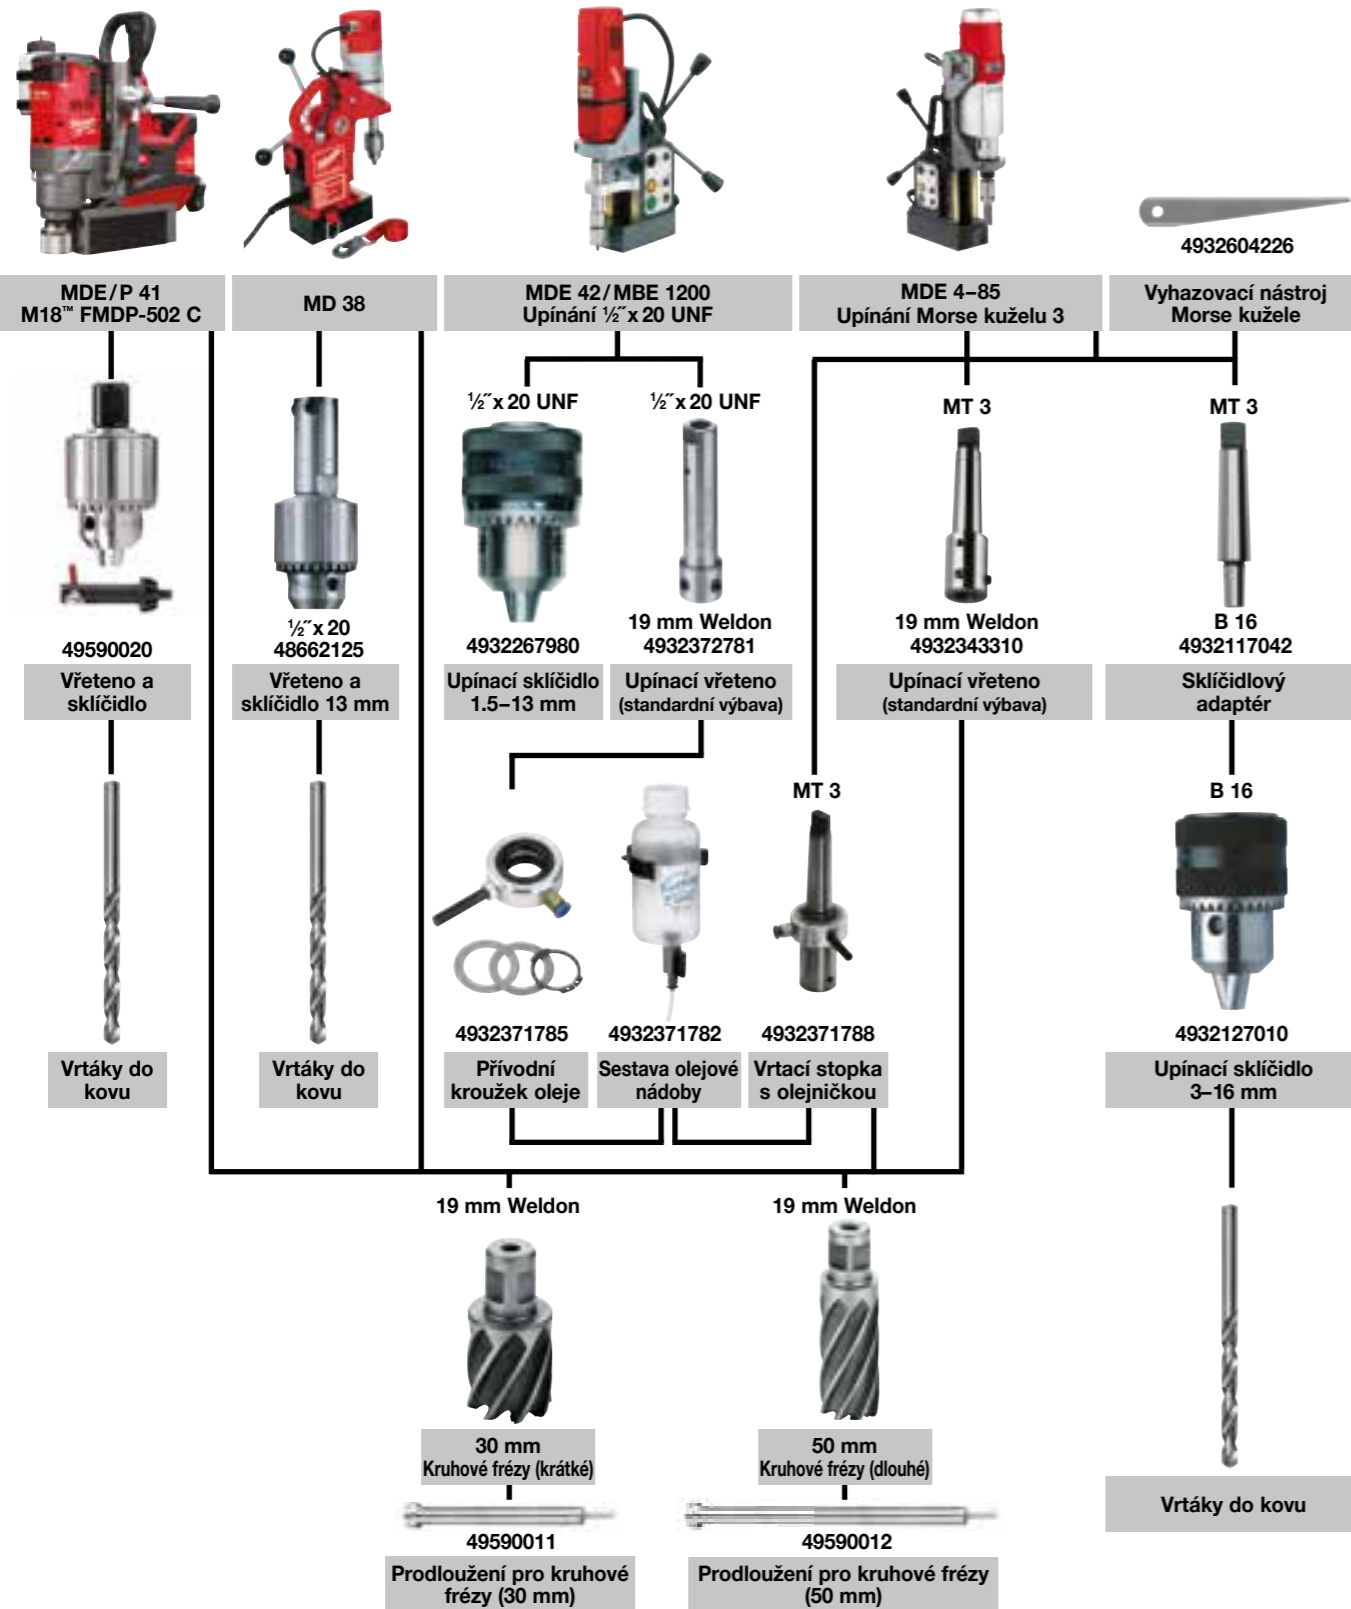 4932604226
MDE/P 41
M18™ FMDP-502 C
MD 38
MDE 42/MBE 1200
Upínání ½˝x 20 UNF
MDE 4–85
Upínání Morse kuželu 3
Vyhazovací nástroj
Morse kužele
½˝x 20 UNF
½˝x 20 UNF
MT 3
MT 3
49590020
½˝x 20
48662125
4932267980
19 mm Weldon
4932372781
19 mm Weldon
4932343310
B 16
4932117042
Vřeteno a
sklíčidlo
Vřeteno a
sklíčidlo 13 mm
Upínací sklíčidlo
1.5–13 mm
Upínací vřeteno
(standardní výbava)
Upínací vřeteno
(standardní výbava)
Sklíčidlový
adaptér
MT 3
B 16
4932371785
4932371782
4932371788
4932127010
Vrtáky do
kovu
Vrtáky do
kovu
Přívodní
kroužek oleje
Sestava olejové
nádoby
Vrtací stopka
s olejničkou
Upínací sklíčidlo
3–16 mm
19 mm Weldon
19 mm Weldon
30 mm
Kruhové frézy (krátké)
50 mm
Kruhové frézy (dlouhé)
Vrtáky do kovu
49590011
49590012
Prodloužení pro kruhové
frézy (30 mm)
Prodloužení pro kruhové frézy
(50 mm)